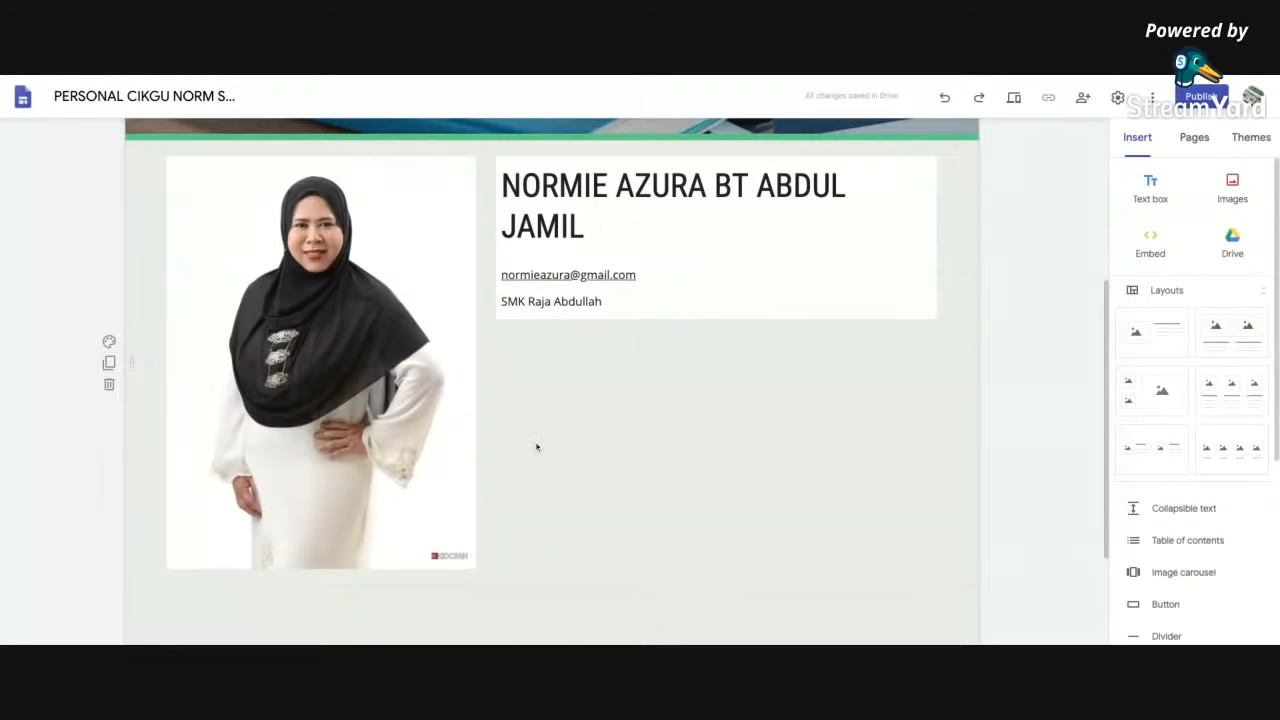 Powered by
StreamYard
PERSONAL CIKGU NORM S...
All changes saved in Drive
Publish
Insert
Pages
Themes
NORMIE AZURA BT ABDUL
JAMIL
normieazura@gmail.com
SMK Raja Abdullah
Text box
Images
Embed
Drive
Layouts
Collapsible text
Table of contents
Image carousel
Button
Divider